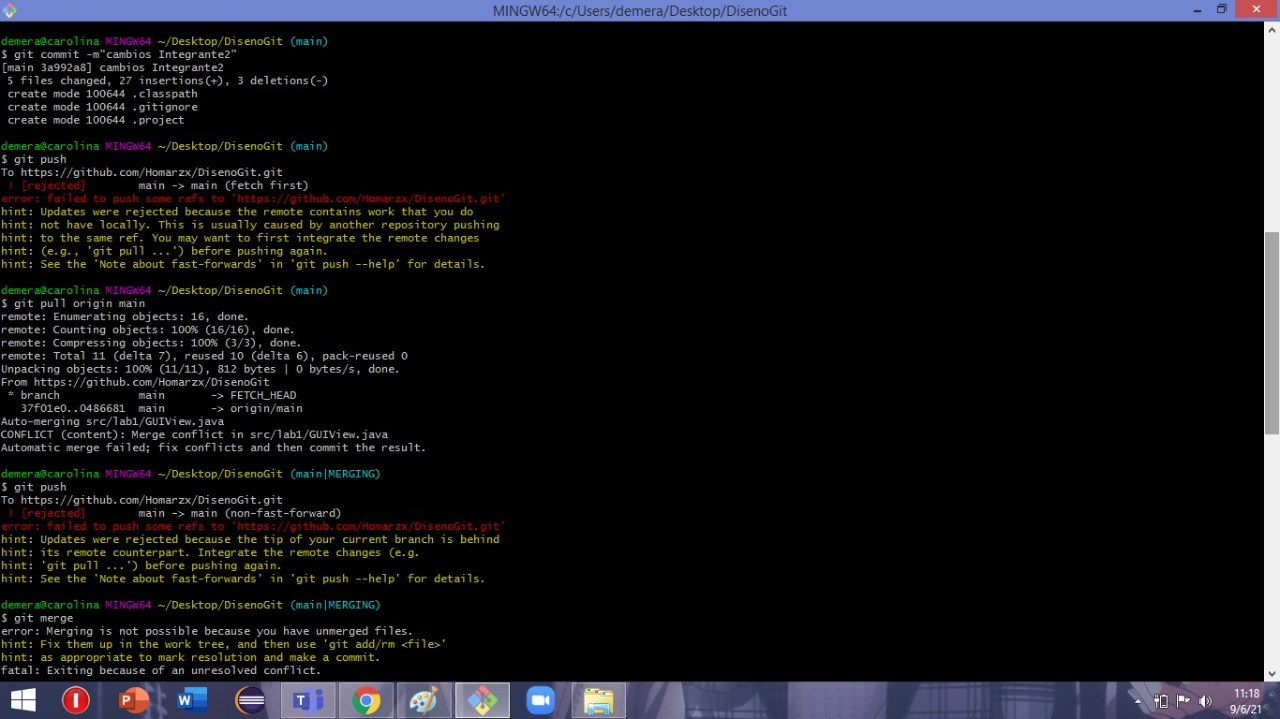 MINGW64:/c/Users/demera/Desktop/DisenoGit
demera@carolina MINGW64 ~/Desktop/DisenoGit (main)
$ git commit -m"cambios Integrante2"
[main 3a992a8] cambios Integrante2
 5 files changed, 27 insertions(+), 3 deletions(-)
 create mode 100644 .classpath
 create mode 100644 .gitignore
 create mode 100644 .project
demera@carolina MINGW64 ~/Desktop/DisenoGit (main)
$ git push
To https://github.com/Homarzx/DisenoGit.git
 ! [rejected]        main -> main (fetch first)
error: failed to push some refs to 'https://github.com/Homarzx/DisenoGit.git'
hint: Updates were rejected because the remote contains work that you do
hint: not have locally. This is usually caused by another repository pushing
hint: to the same ref. You may want to first integrate the remote changes
hint: (e.g., 'git pull ...') before pushing again.
hint: See the 'Note about fast-forwards' in 'git push --help' for details.
demera@carolina MINGW64 ~/Desktop/DisenoGit (main)
$ git pull origin main
remote: Enumerating objects: 16, done.
remote: Counting objects: 100% (16/16), done.
remote: Compressing objects: 100% (3/3), done.
remote: Total 11 (delta 7), reused 10 (delta 6), pack-reused 0
Unpacking objects: 100% (11/11), 812 bytes | 0 bytes/s, done.
From https://github.com/Homarzx/DisenoGit
 * branch            main       -> FETCH_HEAD
   37f01e0..0486681  main       -> origin/main
Auto-merging src/lab1/GUIView.java
CONFLICT (content): Merge conflict in src/lab1/GUIView.java
Automatic merge failed; fix conflicts and then commit the result.
demera@carolina MINGW64 ~/Desktop/DisenoGit (main|MERGING)
$ git push
To https://github.com/Homarzx/DisenoGit.git
 ! [rejected]        main -> main (non-fast-forward)
error: failed to push some refs to 'https://github.com/Homarzx/DisenoGit.git'
hint: Updates were rejected because the tip of your current branch is behind
hint: its remote counterpart. Integrate the remote changes (e.g.
hint: 'git pull ...') before pushing again.
hint: See the 'Note about fast-forwards' in 'git push --help' for details.
demera@carolina MINGW64 ~/Desktop/DisenoGit (main|MERGING)
$ git merge
error: Merging is not possible because you have unmerged files.
hint: Fix them up in the work tree, and then use 'git add/rm <file>'
hint: as appropriate to mark resolution and make a commit.
fatal: Exiting because of an unresolved conflict.
11:18
9/6/21